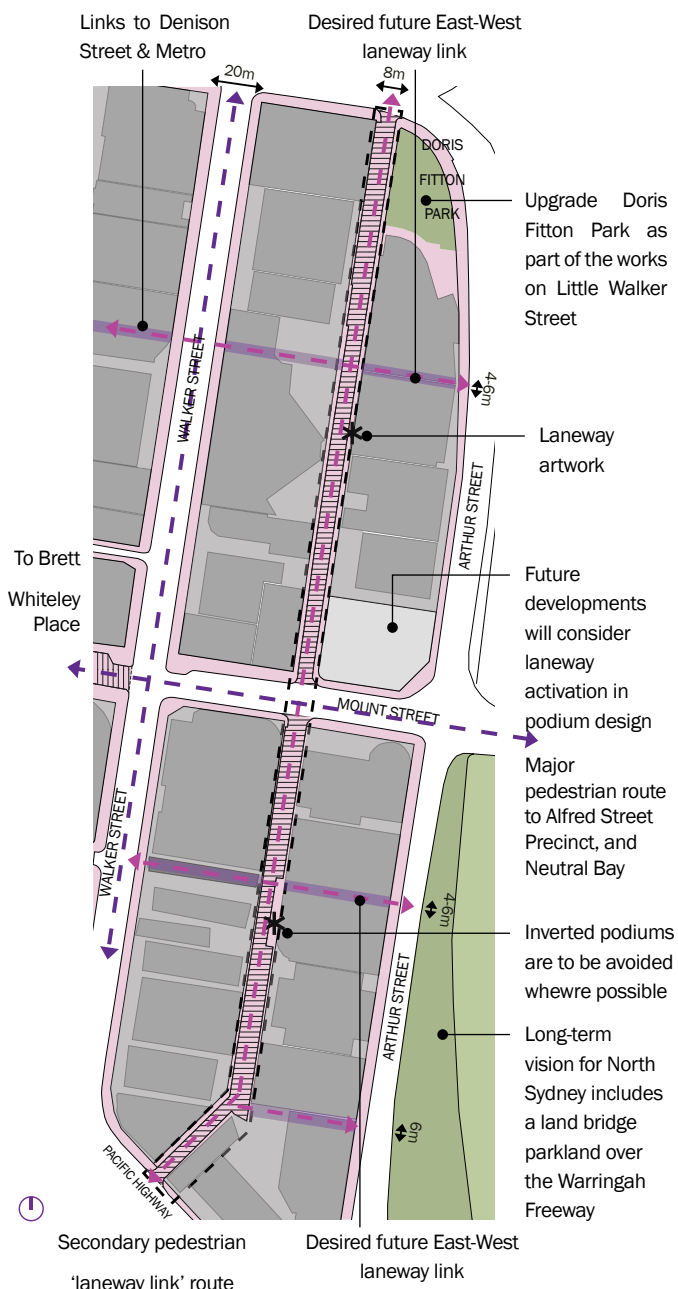 Links to Denison
Street & Metro
Desired future East-West
laneway link
20m
8m
DORIS
FITTON
PARK
Upgrade Doris
Fitton Park as
part of the works
on Little Walker
Street
WALKER STREET
4-6m
Laneway
artwork
ARTHUR STREET
To Brett
Whiteley
Place
Future
developments
will consider
laneway
activation in
podium design
MOUNT STREET
Major
pedestrian route
to Alfred Street
Precinct, and
Neutral Bay
WALKER STREET
4-6m
Inverted podiums
are to be avoided
whewre possible
ARTHUR STREET
Long-term
vision for North
Sydney includes
a land bridge
parkland over
the Warringah
Freeway
6m
PACIFIC HIGHWAY
Secondary pedestrian
'laneway link' route
Desired future East-West
laneway link